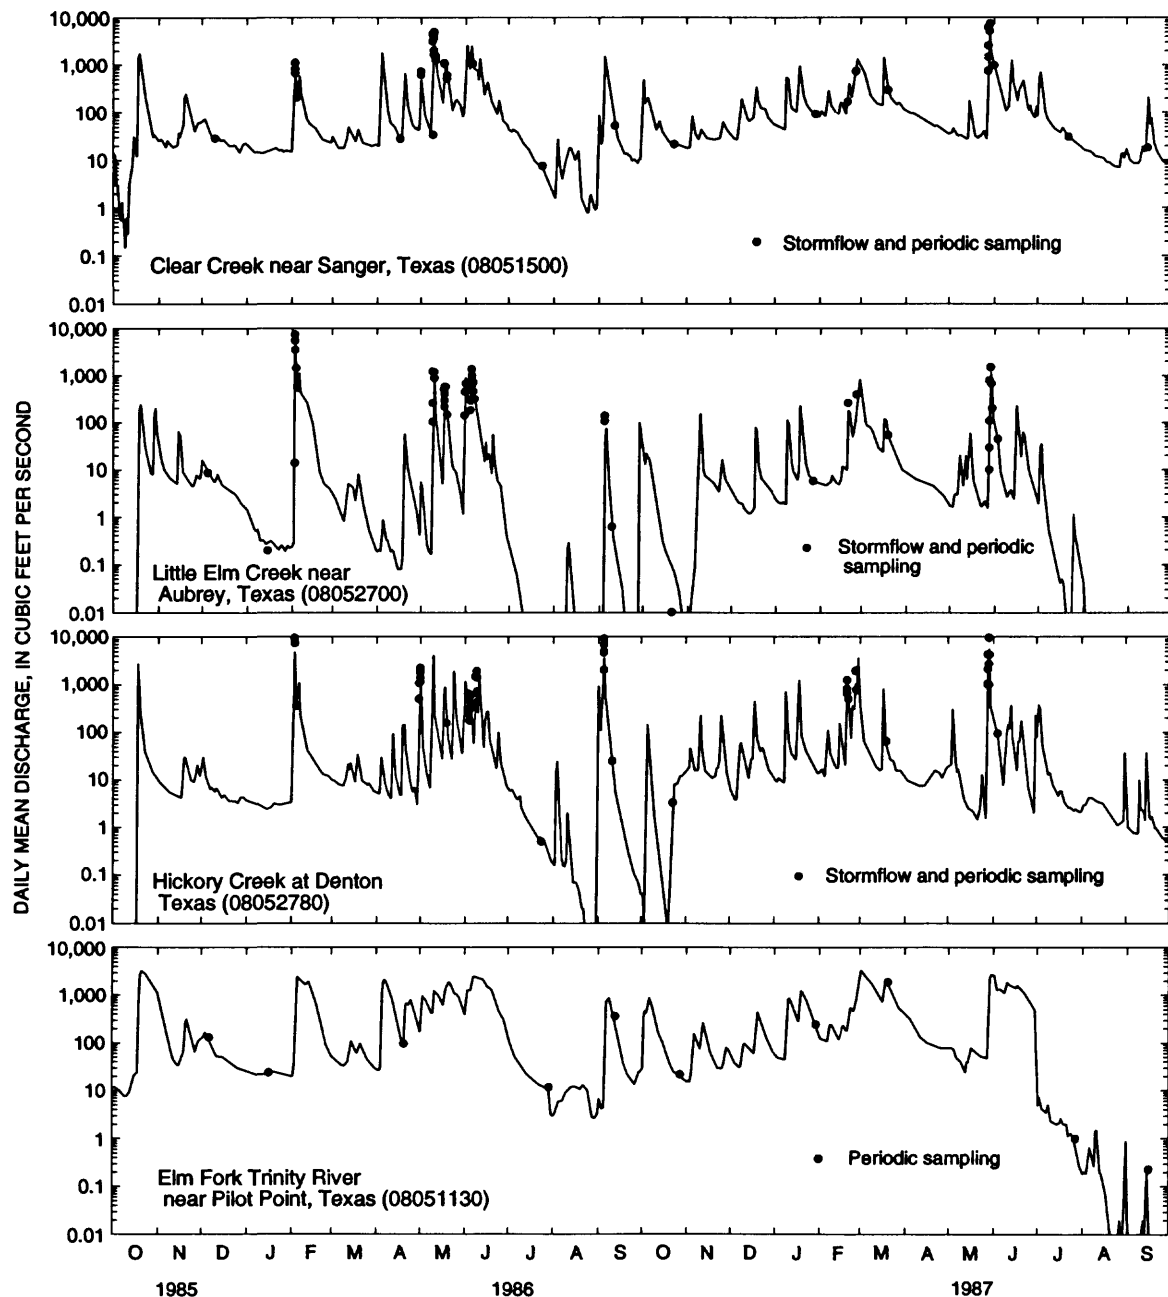 DAILY MEAN DISCHARGE, IN CUBIC FEET PER SECOND
10,000
1,000
100
10
1
0.1
0.01
Stormflow and periodic sampling
Clear Creek near Sanger, Texas (08051500)
10,000
1,000
100
10
1
0.1
0.01
Stormflow and periodic
sampling
Little Elm Creek near
Aubrey, Texas (08052700)
10,000
1,000
100
10
1
0.1
0.01
Stormflow and periodic sampling
Hickory Creek at Denton
Texas (08052780)
10,000
1,000
100
10
1
0.1
0.01
Periodic sampling
Elm Fork Trinity River
near Pilot Point, Texas (08051130)
O N D J F M A M J J A S O N D J F M A M J J A S
1985 1986 1987